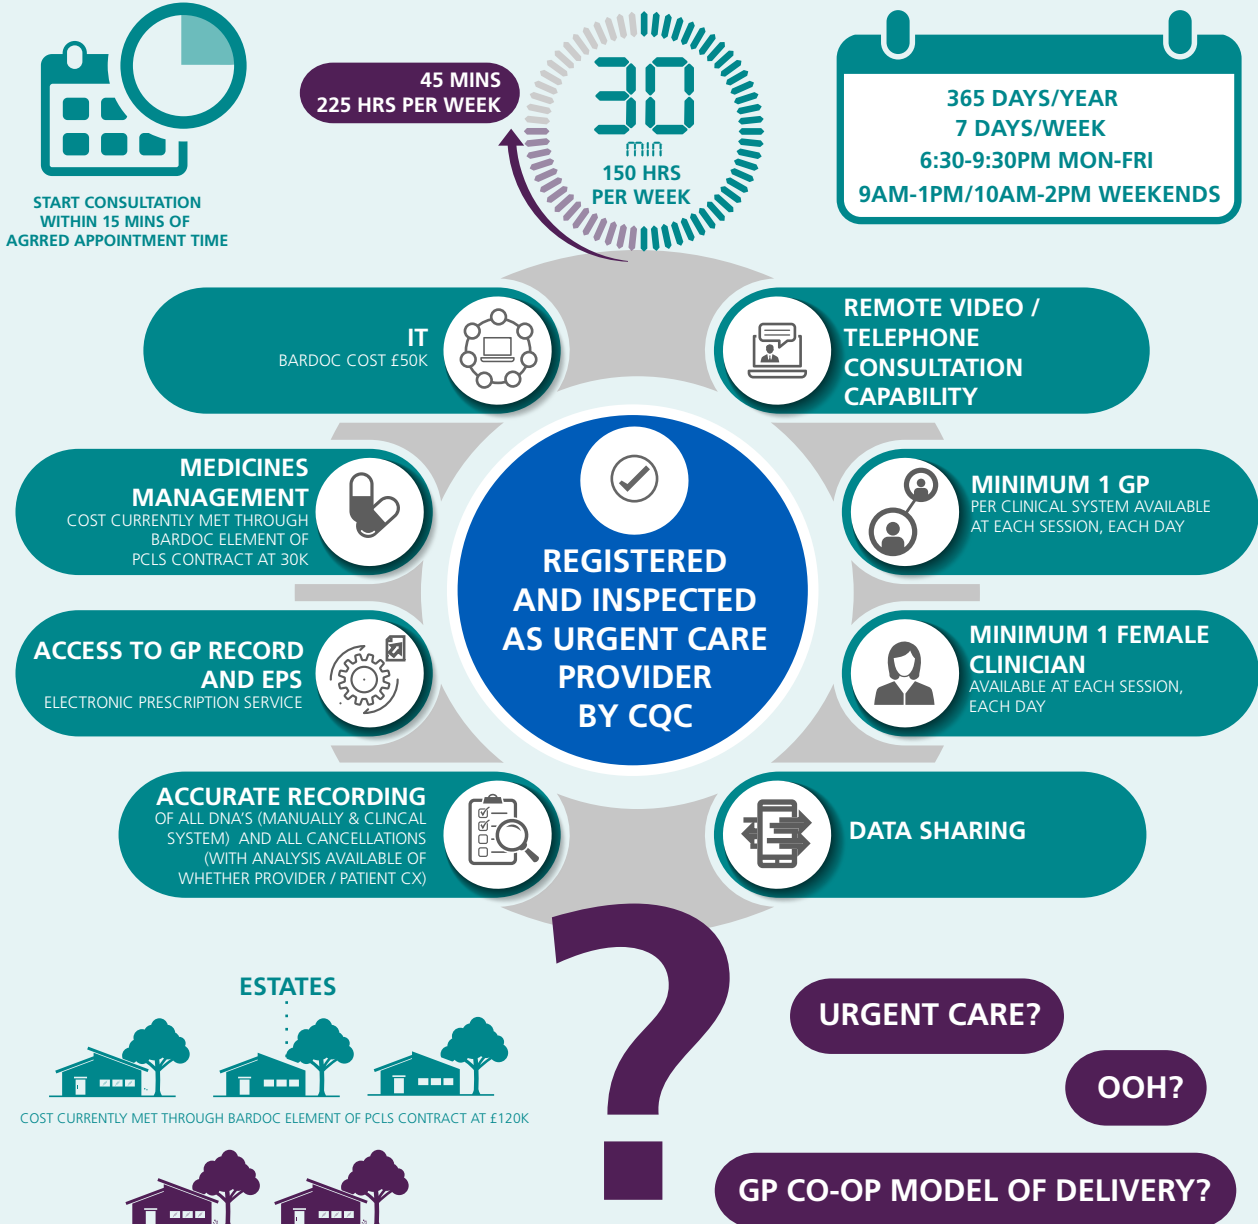 START CONSULTATION
WITHIN 15 MINS OF
AGRRED APPOINTMENT TIME
45 MINS
225 HRS PER WEEK
30
min
150 HRS
PER WEEK
365 DAYS/YEAR
7 DAYS/WEEK
6:30-9:30PM MON-FRI
9AM-1PM/10AM-2PM WEEKENDS
IT
BARDOC COST £50K
REMOTE VIDEO /
TELEPHONE
CONSULTATION
CAPABILITY
MEDICINES
MANAGEMENT
COST CURRENTLY MET THROUGH
BARDOC ELEMENT OF
PCLS CONTRACT AT 30K
MINIMUM 1 GP
PER CLINICAL SYSTEM AVAILABLE
AT EACH SESSION, EACH DAY
REGISTERED
AND INSPECTED
AS URGENT CARE
PROVIDER
BY CQC
ACCESS TO GP RECORD
AND EPS
ELECTRONIC PRESCRIPTION SERVICE
MINIMUM 1 FEMALE
CLINICIAN
AVAILABLE AT EACH SESSION,
EACH DAY
ACCURATE RECORDING
OF ALL DNA'S (MANUALLY & CLINCAL
SYSTEM) AND ALL CANCELLATIONS
(WITH ANALYSIS AVAILABLE OF
WHETHER PROVIDER / PATIENT CX)
DATA SHARING
ESTATES
COST CURRENTLY MET THROUGH BARDOC ELEMENT OF PCLS CONTRACT AT £120K
?
URGENT CARE?
OOH?
GP CO-OP MODEL OF DELIVERY?